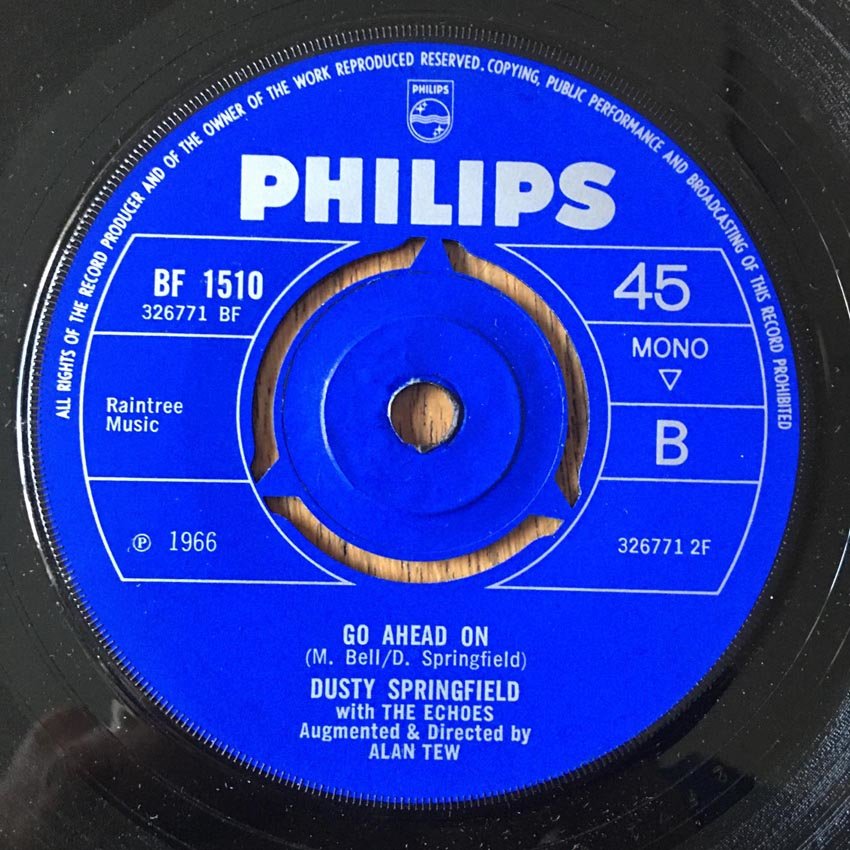 ALL RIGHTS OF THE RECORD PRODUCER AND OF THE OWNER OF THE WORK REPRODUCED RESERVED. COPYING, PUBLIC PERFORMANCE AND BROADCASTING OF THIS RECORD PROHIBITED
PHILIPS
PHILIPS
BF 1510
326771 BF
45
MONO
Raintree
Music
B
℗ 1966
326771 2F
GO AHEAD ON
(M. Bell/D. Springfield)
DUSTY SPRINGFIELD
with THE ECHOES
Augmented & Directed by
ALAN TEW